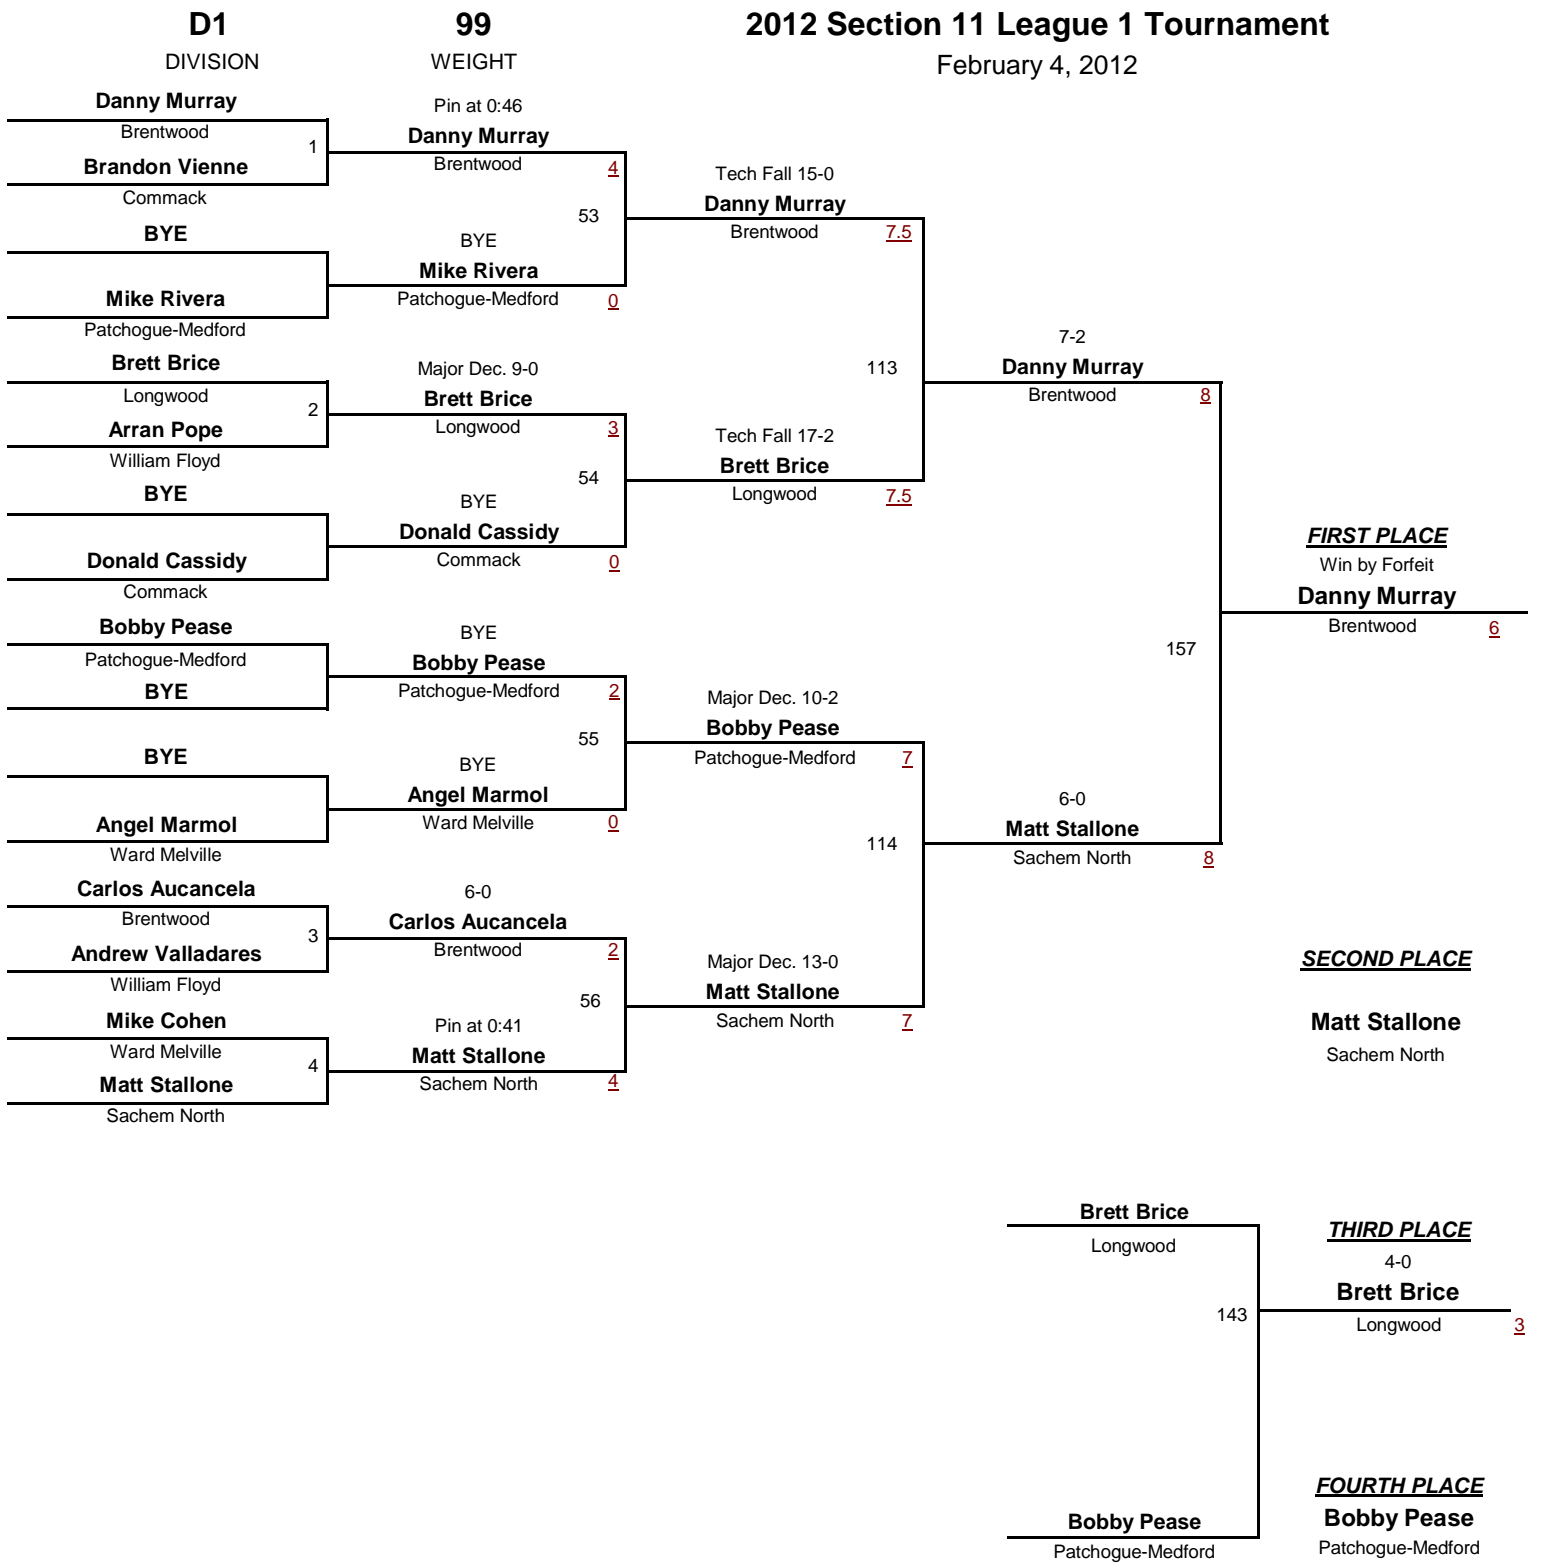 D1
99
2012 Section 11 League 1 Tournament
DIVISION
WEIGHT
February 4, 2012
Danny Murray
Brentwood
1
Brandon Vienne
Commack
BYE
Mike Rivera
Patchogue-Medford
Brett Brice
Longwood
2
Arran Pope
William Floyd
BYE
Donald Cassidy
Commack
Bobby Pease
Patchogue-Medford
BYE
BYE
Angel Marmol
Ward Melville
Carlos Aucancela
Brentwood
3
Andrew Valladares
William Floyd
Mike Cohen
Ward Melville
4
Matt Stallone
Sachem North
Pin at 0:46
Danny Murray
Brentwood
4
53
BYE
Mike Rivera
Patchogue-Medford
0
Major Dec. 9-0
Brett Brice
Longwood
3
54
BYE
Donald Cassidy
Commack
0
BYE
Bobby Pease
Patchogue-Medford
2
55
BYE
Angel Marmol
Ward Melville
0
6-0
Carlos Aucancela
Brentwood
2
56
Pin at 0:41
Matt Stallone
Sachem North
4
Tech Fall 15-0
Danny Murray
Brentwood
7.5
113
Tech Fall 17-2
Brett Brice
Longwood
7.5
Major Dec. 10-2
Bobby Pease
Patchogue-Medford
7
114
Major Dec. 13-0
Matt Stallone
Sachem North
7
7-2
Danny Murray
Brentwood
8
157
6-0
Matt Stallone
Sachem North
8
FIRST PLACE
Win by Forfeit
Danny Murray
Brentwood
6
SECOND PLACE
Matt Stallone
Sachem North
Brett Brice
Longwood
143
Bobby Pease
Patchogue-Medford
THIRD PLACE
4-0
Brett Brice
Longwood
3
FOURTH PLACE
Bobby Pease
Patchogue-Medford